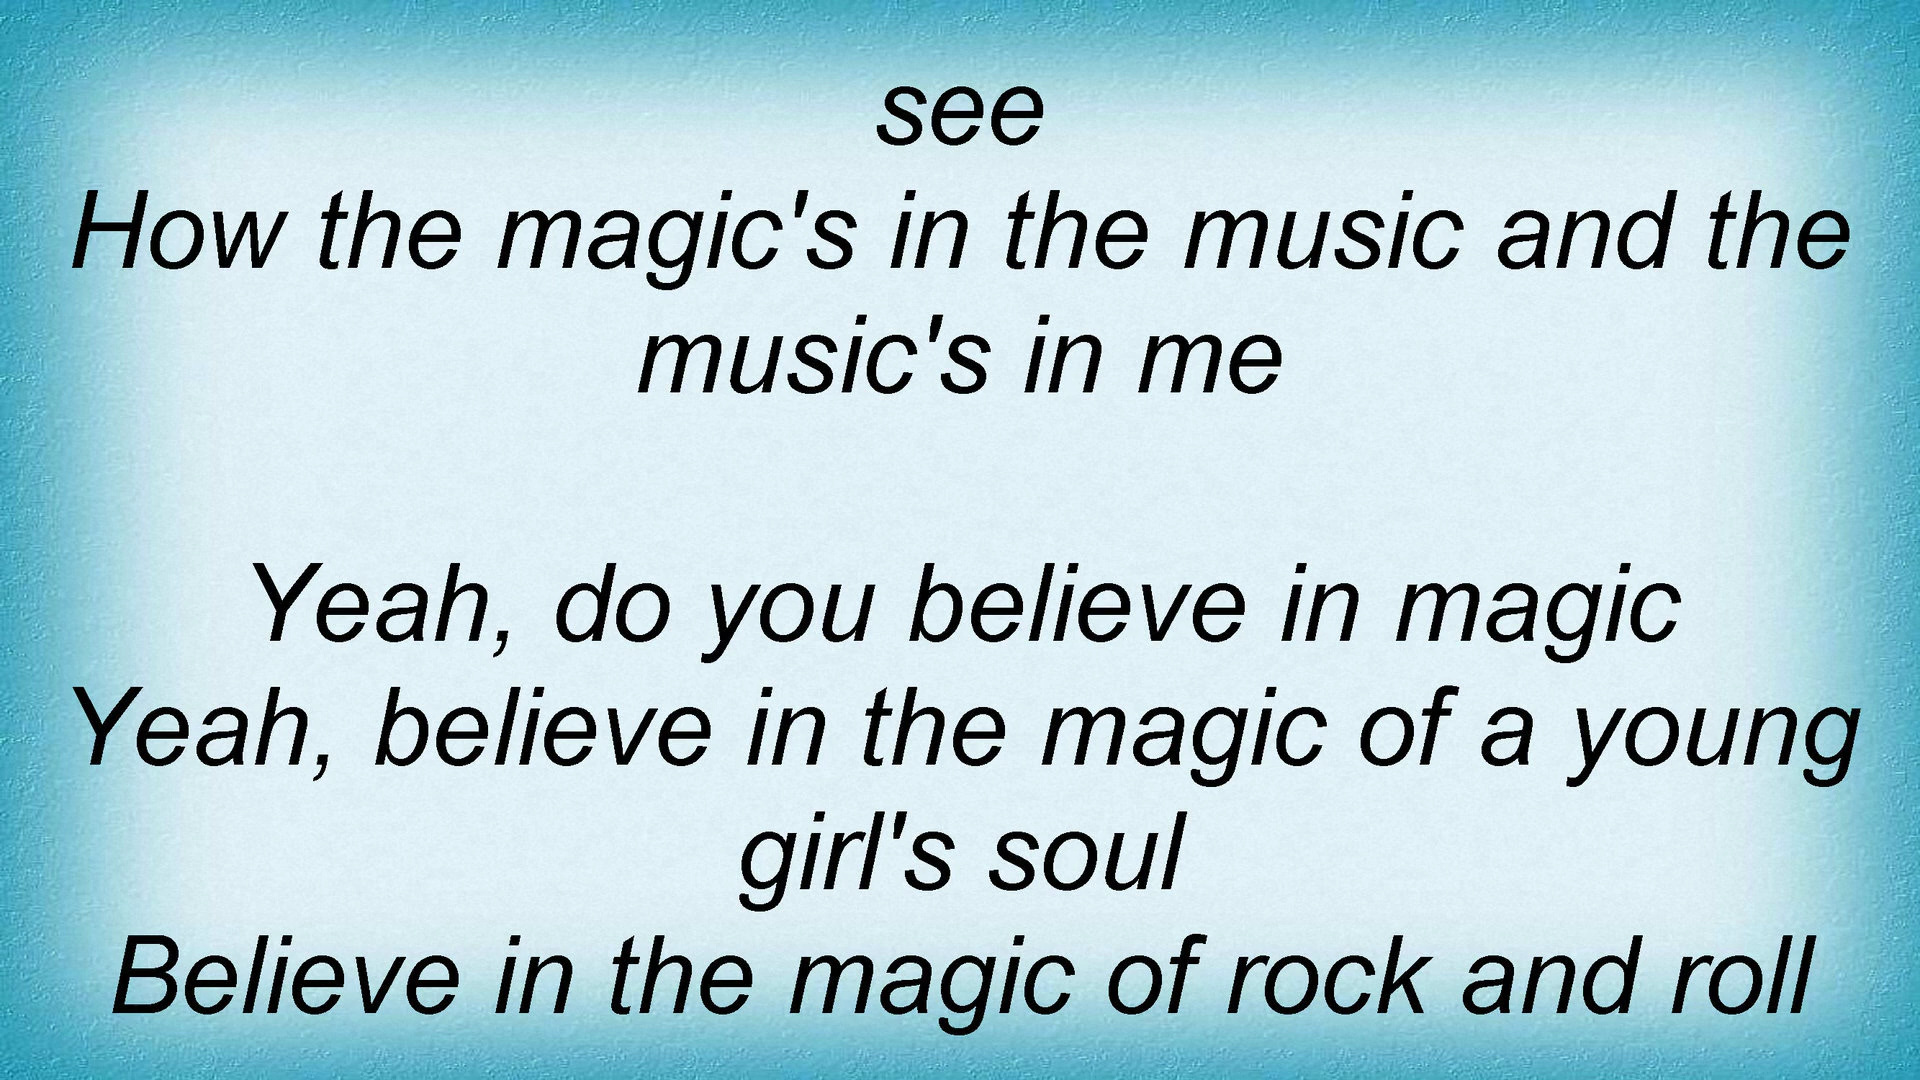 see
How the magic's in the music and the
music's in me
Yeah, do you believe in magic
Yeah, believe in the magic of a young
girl's soul
Believe in the magic of rock and roll